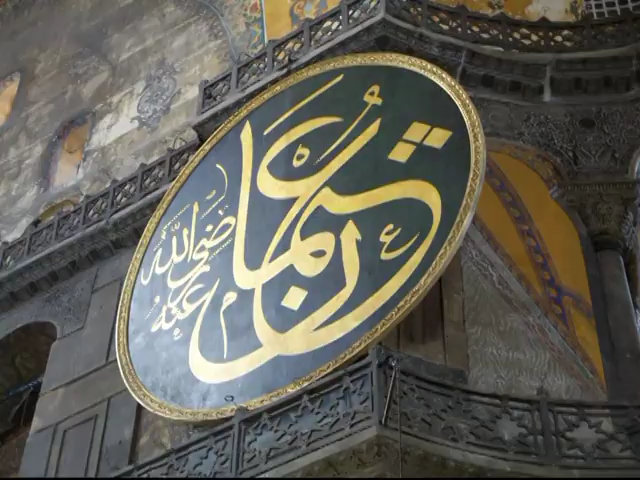 عثمان
رضي الله
عنه